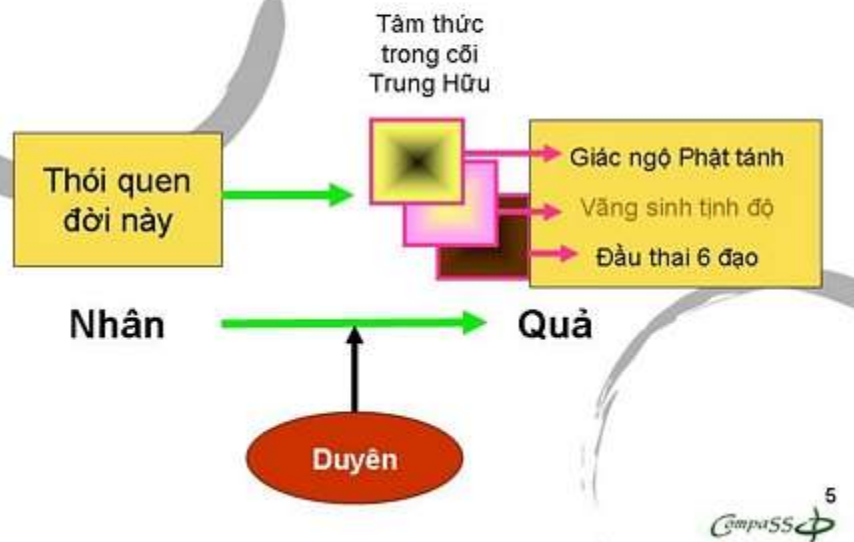 Tâm thức
trong cõi
Trung Hữu
Thói quen
đời này
Giác ngộ Phật tánh
Vãng sinh tịnh độ
Đầu thai 6 đạo
Nhân
Quả
Duyên
5
CompaSS